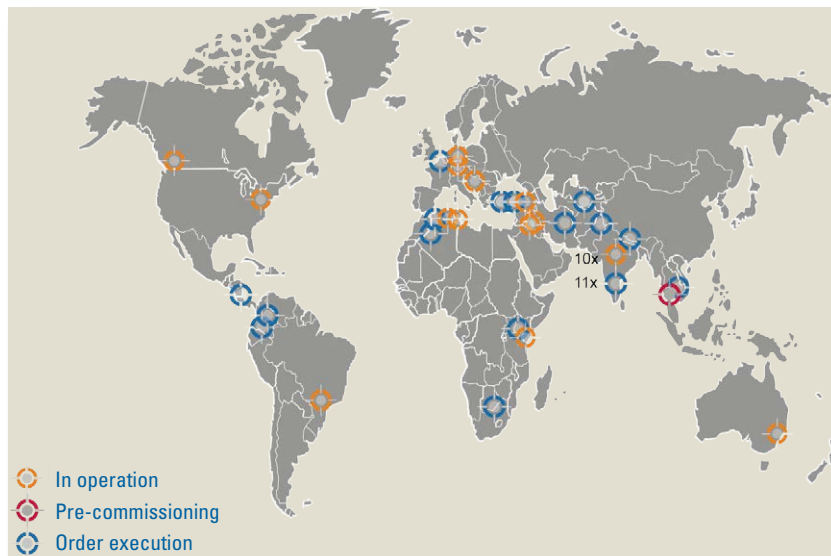 10x
11x
In operation
Pre-commissioning
Order execution